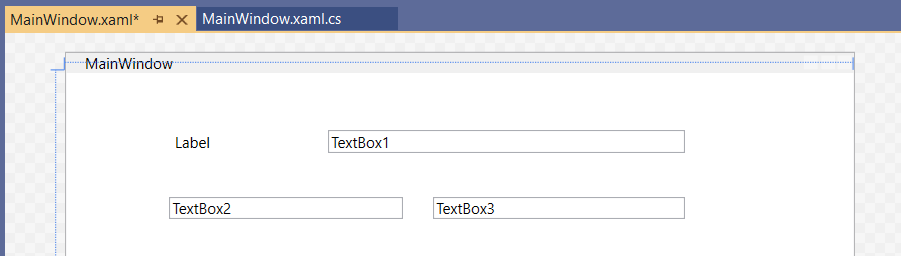 MainWindow.xaml* MainWindow.xaml.cs
MainWindow
Label TextBox1
TextBox2 TextBox3